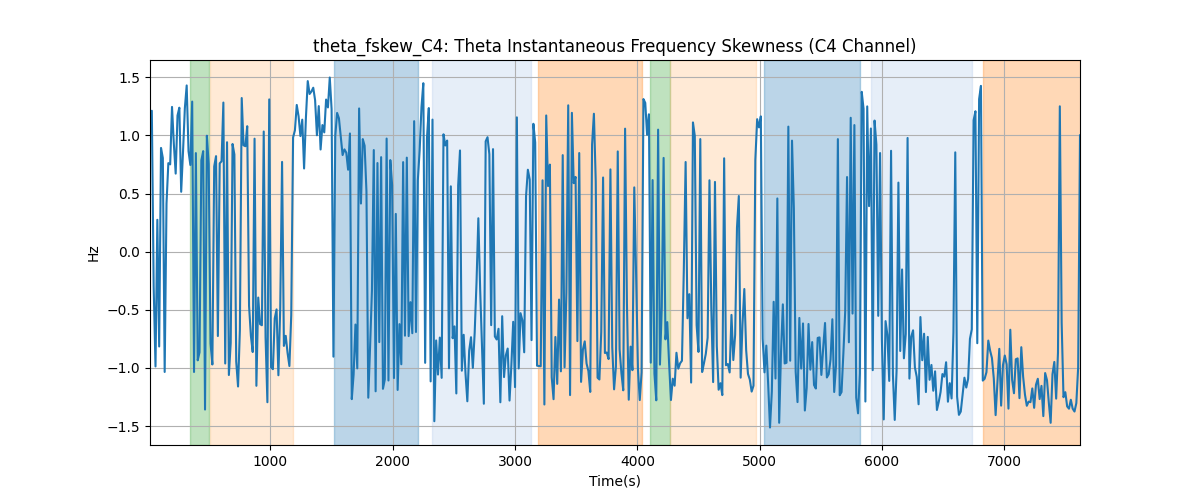 theta_fskew_C4: Theta Instantaneous Frequency Skewness (C4 Channel)
1.5
1.0
0.5
0.0
−0.5
−1.0
−1.5
Hz
1000 2000 3000 4000 5000 6000 7000
Time(s)